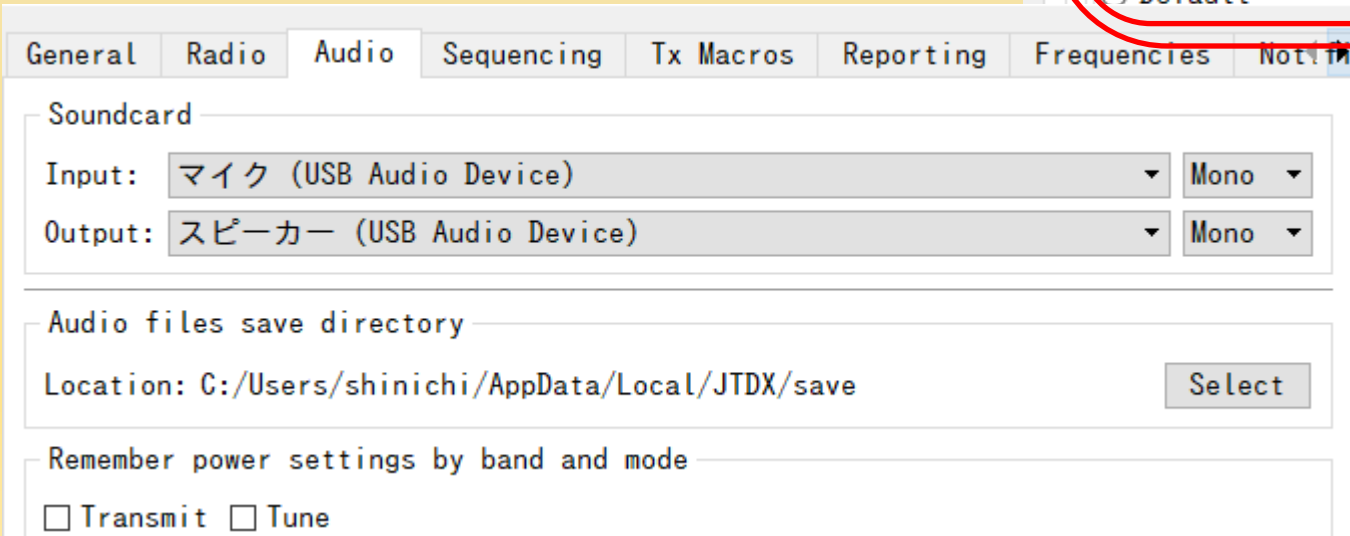 Default
General Radio Audio Sequencing Tx Macros Reporting Frequencies
Soundcard
Input: マイク (USB Audio Device) Mono
Output: スピーカー (USB Audio Device) Mono
Audio files save directory
Location: C:/Users/shinichi/AppData/Local/JTDX/save Select
Remember power settings by band and mode
Transmit Tune